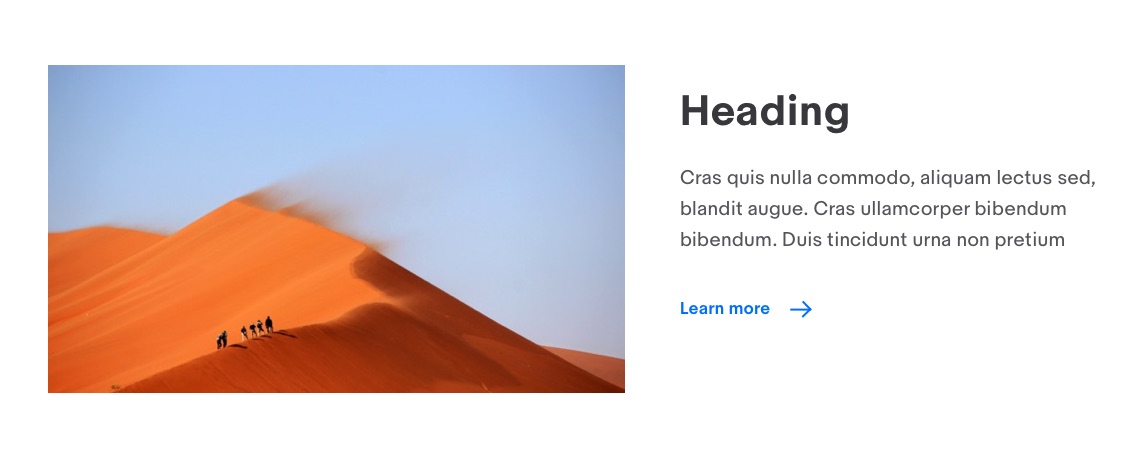 Heading
Cras quis nulla commodo, aliquam lectus sed,
blandit augue. Cras ullamcorper bibendum
bibendum. Duis tincidunt urna non pretium
Learn more